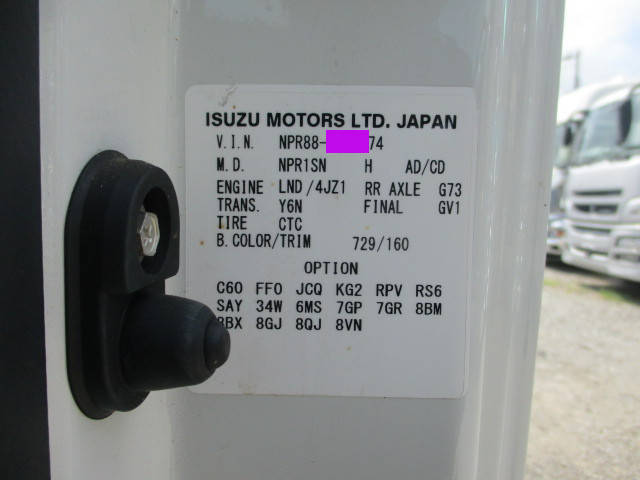 ISUZU MOTORS LTD. JAPAN
V.I.N. NPR88- 74
M.D. NPR1SN H AD/CD
ENGINE LND/4JZ1 RR AXLE G73
TRANS. Y6N FINAL GV1
TIRE CTC
B.COLOR/TRIM 729/160
OPTION
C60 FF0 JCQ KG2 RPV RS6
SAY 34W 6MS 7GP 7GR 8BM
8BX 8GJ 8QJ 8VN